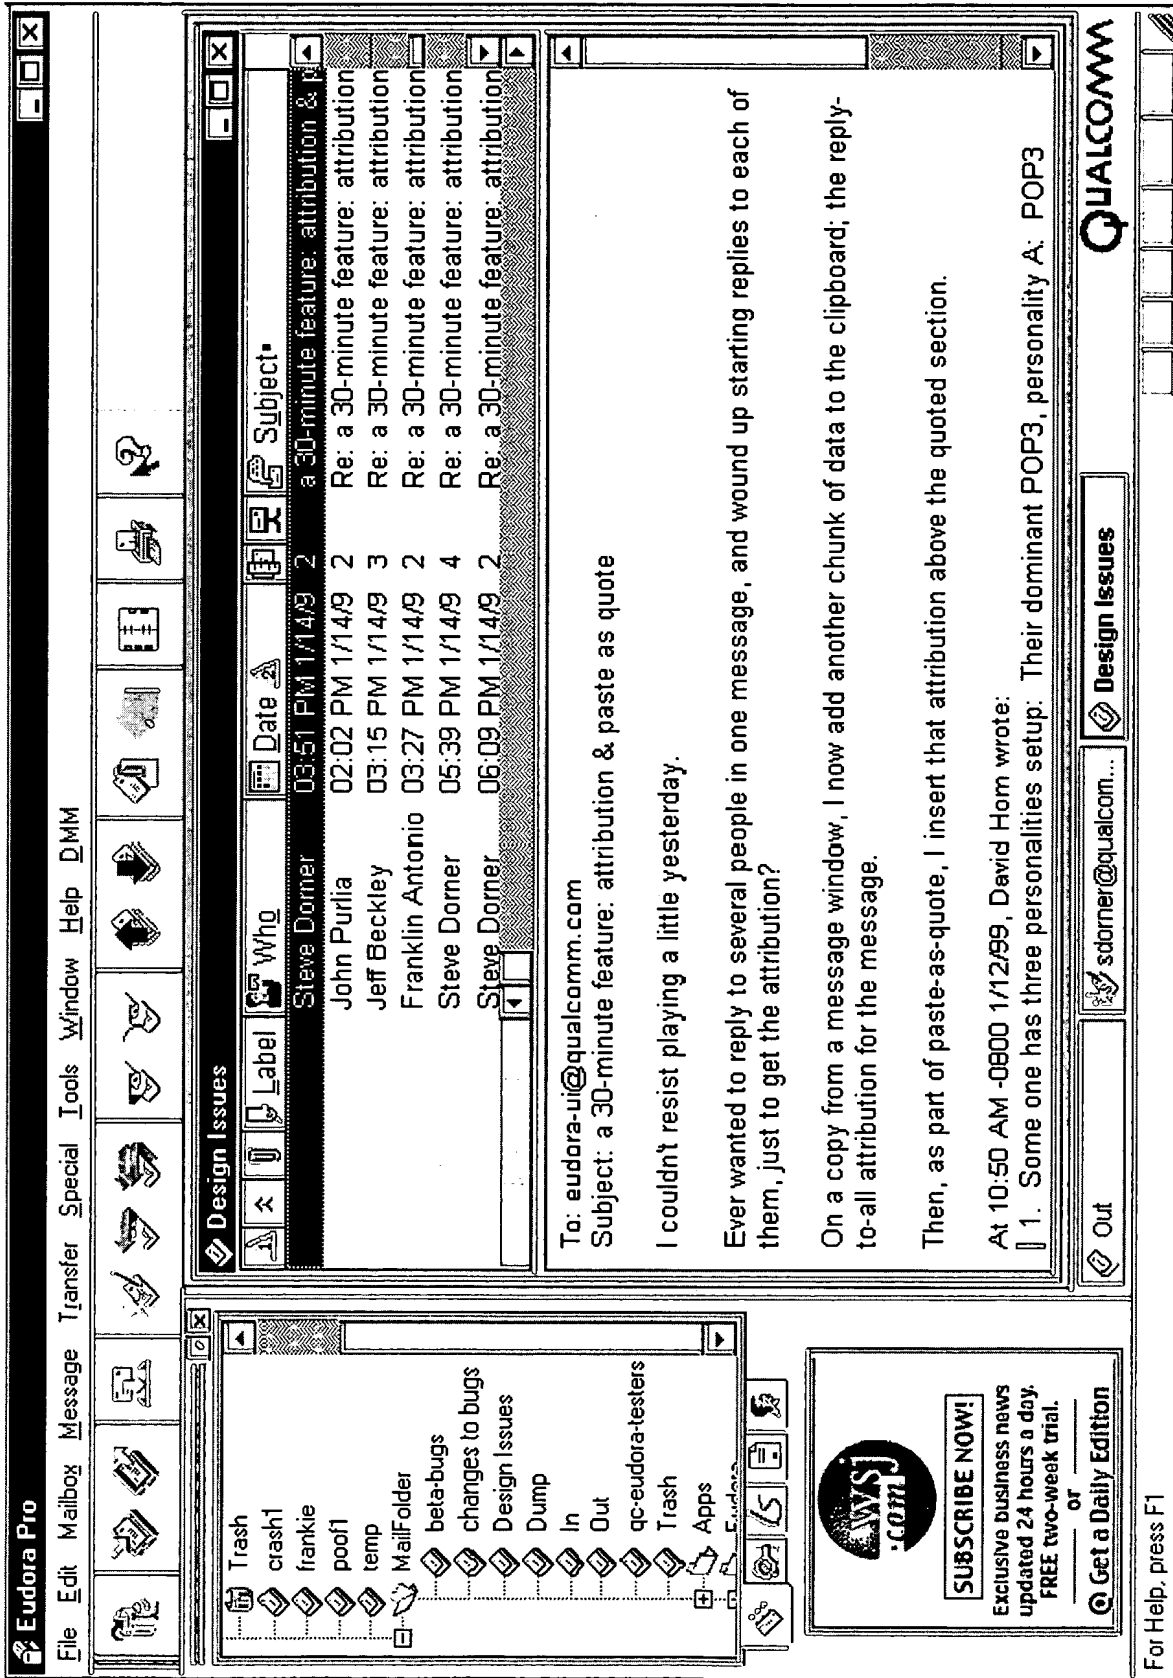 Eudora Pro
File Edit Mailbox Message Transfer Special Tools Window Help DMM
Trash
crash1
frankie
poof1
temp
MailFolder
beta-bugs
changes to bugs
Design Issues
Dump
In
Out
qc-eudora-testers
Trash
Apps
Eudora
wsj
.com
SUBSCRIBE NOW!
Exclusive business news
updated 24 hours a day.
FREE two-week trial.
or
Get a Daily Edition
Design Issues
Label Who Date Subject
Steve Dorner 03:51 PM 1/14/9 2 a 30-minute feature: attribution & p
John Purlia 02:02 PM 1/14/9 2 Re: a 30-minute feature: attribution
Jeff Beckley 03:15 PM 1/14/9 3 Re: a 30-minute feature: attribution
Franklin Antonio 03:27 PM 1/14/9 2 Re: a 30-minute feature: attribution
Steve Dorner 05:39 PM 1/14/9 4 Re: a 30-minute feature: attribution
Steve Dorner 06:09 PM 1/14/9 2 Re: a 30-minute feature: attribution
To: eudora-ui@qualcomm.com
Subject: a 30-minute feature: attribution & paste as quote
I couldn't resist playing a little yesterday.
Ever wanted to reply to several people in one message, and wound up starting replies to each of
them, just to get the attribution?
On a copy from a message window, I now add another chunk of data to the clipboard; the reply-
to-all attribution for the message.
Then, as part of paste-as-quote, I insert that attribution above the quoted section.
At 10:50 AM -0800 1/12/99, David Hom wrote:
1. Some one has three personalities setup: Their dominant POP3, personality A: POP3
Out
sdorner@qualcom...
Design Issues
QUALCOMM
For Help, press F1